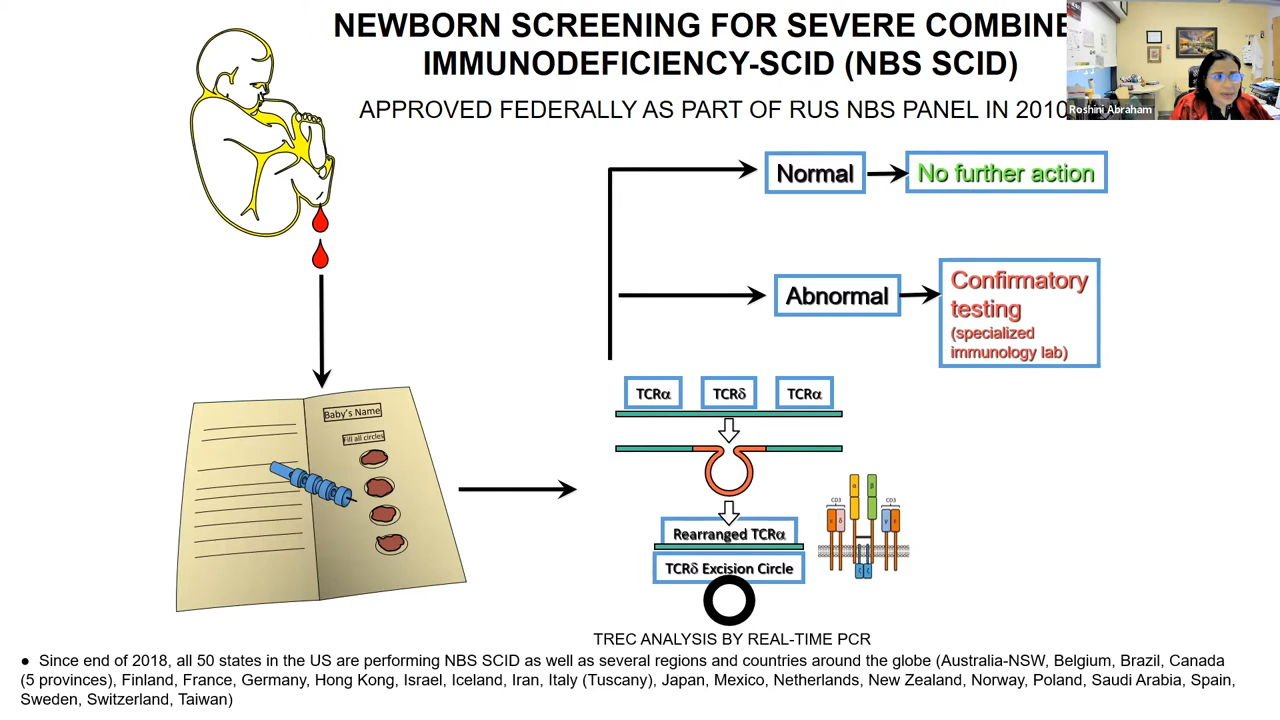 NEWBORN SCREENING FOR SEVERE COMBINE
IMMUNODEFICIENCY-SCID (NBS SCID)
APPROVED FEDERALLY AS PART OF RUS NBS PANEL IN 2010
Roshini Abraham
Normal
No further action
Abnormal
Confirmatory
testing
(specialized
immunology lab)
Baby's Name
Fill all circles
TCRα
TCRδ
TCRα
Rearranged TCRα
TCRδ Excision Circle
α
β
CD3
CD3
ε
δ
γ
ε
ζ
ζ
TREC ANALYSIS BY REAL-TIME PCR
● Since end of 2018, all 50 states in the US are performing NBS SCID as well as several regions and countries around the globe (Australia-NSW, Belgium, Brazil, Canada
(5 provinces), Finland, France, Germany, Hong Kong, Israel, Iceland, Iran, Italy (Tuscany), Japan, Mexico, Netherlands, New Zealand, Norway, Poland, Saudi Arabia, Spain,
Sweden, Switzerland, Taiwan)